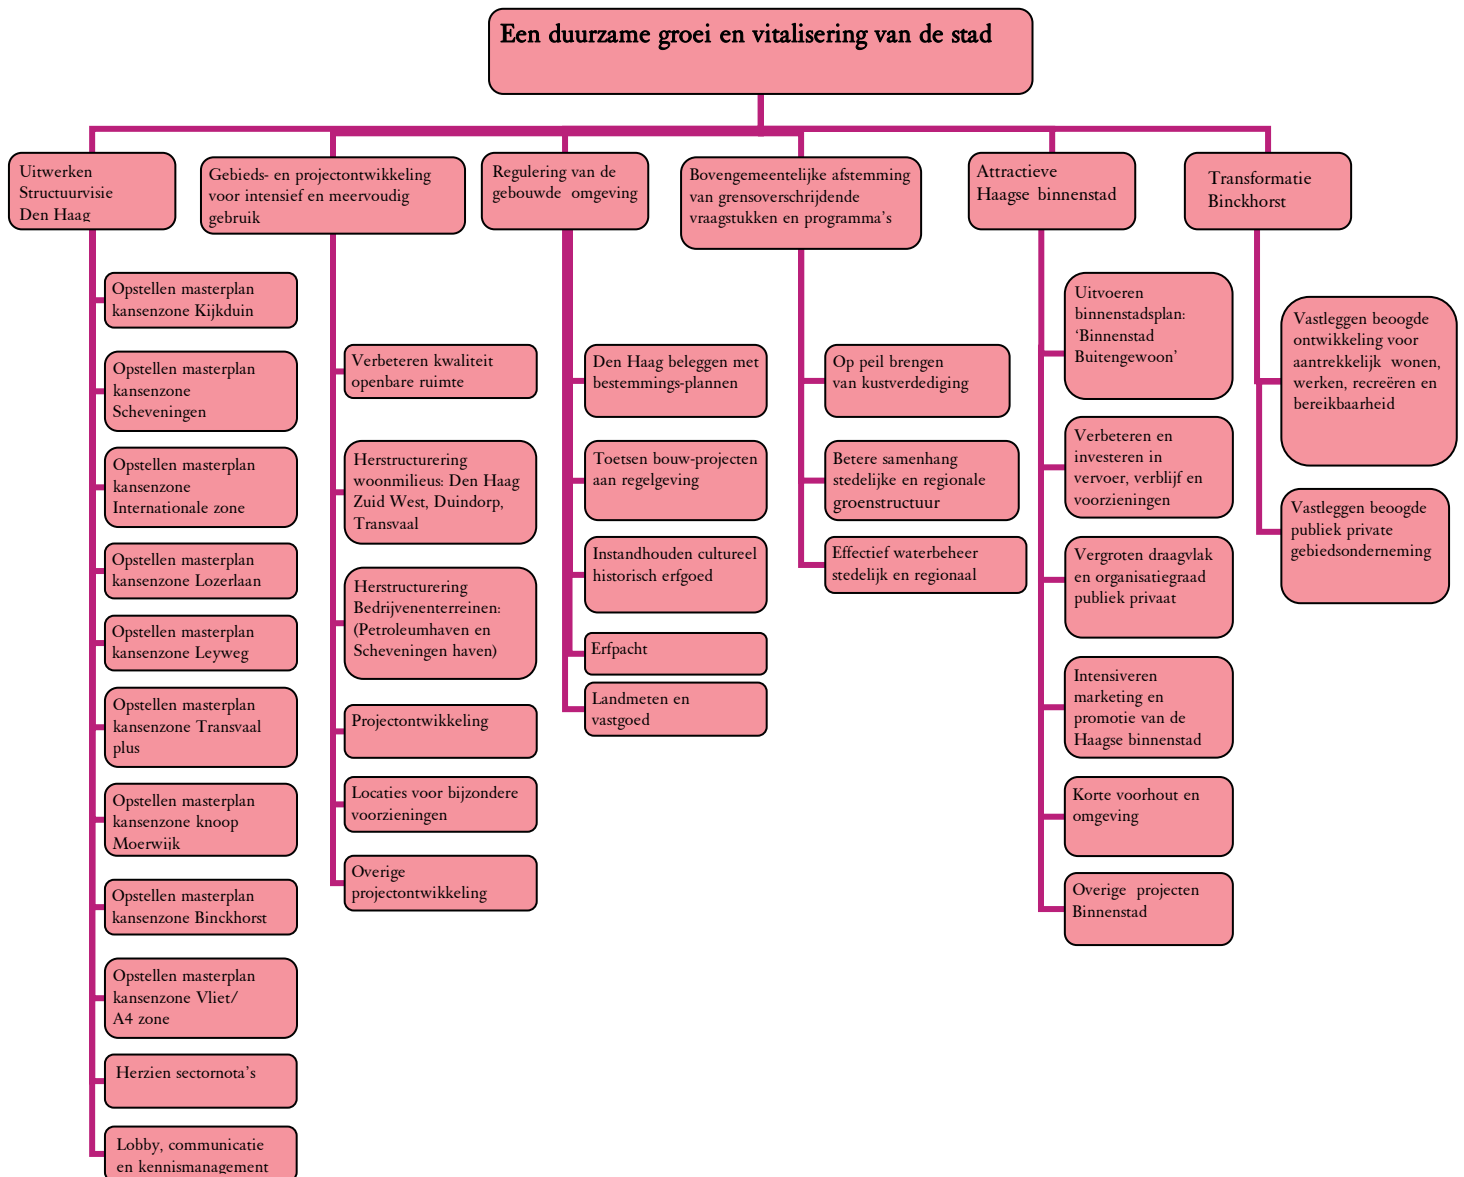 Een duurzame groei en vitalisering van de stad
Uitwerken
Structuurvisie
Den Haag
Opstellen masterplan
kansenzone Kijkduin
Opstellen masterplan
kansenzone
Scheveningen
Opstellen masterplan
kansenzone
Internationale zone
Opstellen masterplan
kansenzone Lozerlaan
Opstellen masterplan
kansenzone Leyweg
Opstellen masterplan
kansenzone Transvaal
plus
Opstellen masterplan
kansenzone knoop
Moerwijk
Opstellen masterplan
kansenzone Binckhorst
Opstellen masterplan
kansenzone Vliet/
A4 zone
Herzien sectornota's
Lobby, communicatie
en kennismanagement
Gebieds- en projectontwikkeling
voor intensief en meervoudig
gebruik
Verbeteren kwaliteit
openbare ruimte
Herstructurering
woonmilieus: Den Haag
Zuid West, Duindorp,
Transvaal
Herstructurering
Bedrijvenenterreinen:
(Petroleumhaven en
Scheveningen haven)
Projectontwikkeling
Locaties voor bijzondere
voorzieningen
Overige
projectontwikkeling
Regulering van de
gebouwde omgeving
Den Haag beleggen met
bestemmings-plannen
Toetsen bouw-projecten
aan regelgeving
Instandhouden cultureel
historisch erfgoed
Erfpacht
Landmeten en
vastgoed
Bovengemeentelijke afstemming
van grensoverschrijdende
vraagstukken en programma's
Op peil brengen
van kustverdediging
Betere samenhang
stedelijke en regionale
groenstructuur
Effectief waterbeheer
stedelijk en regionaal
Attractieve
Haagse binnenstad
Uitvoeren
binnenstadsplan:
‘Binnenstad
Buitengewoon’
Verbeteren en
investeren in
vervoer, verblijf en
voorzieningen
Vergroten draagvlak
en organisatiegraad
publiek privaat
Intensiveren
marketing en
promotie van de
Haagse binnenstad
Korte voorhout en
omgeving
Overige projecten
Binnenstad
Transformatie
Binckhorst
Vastleggen beoogde
ontwikkeling voor
aantrekkelijk wonen,
werken, recreëren en
bereikbaarheid
Vastleggen beoogde
publiek private
gebiedsonderneming